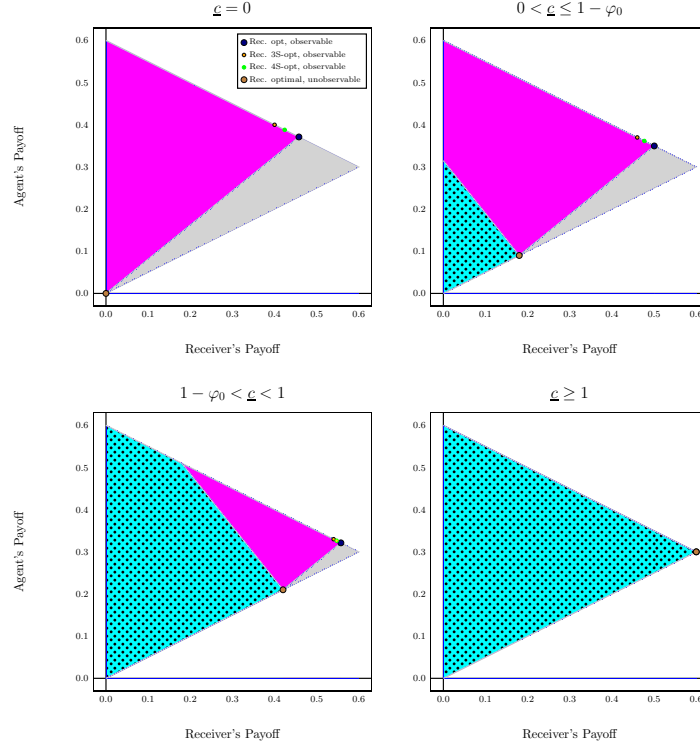 c = 0
0 < c ≤ 1 − φ₀
Agent's Payoff
0.6
0.5
0.4
0.3
0.2
0.1
0.0
Rec. opt, observable
Rec. 3S-opt, observable
Rec. 4S-opt, observable
Rec. optimal, unobservable
0.0 0.1 0.2 0.3 0.4 0.5 0.6
Receiver's Payoff
0.6
0.5
0.4
0.3
0.2
0.1
0.0
0.0 0.1 0.2 0.3 0.4 0.5 0.6
Receiver's Payoff
1 − φ₀ < c < 1
c ≥ 1
Agent's Payoff
0.6
0.5
0.4
0.3
0.2
0.1
0.0
0.0 0.1 0.2 0.3 0.4 0.5 0.6
Receiver's Payoff
0.6
0.5
0.4
0.3
0.2
0.1
0.0
0.0 0.1 0.2 0.3 0.4 0.5 0.6
Receiver's Payoff